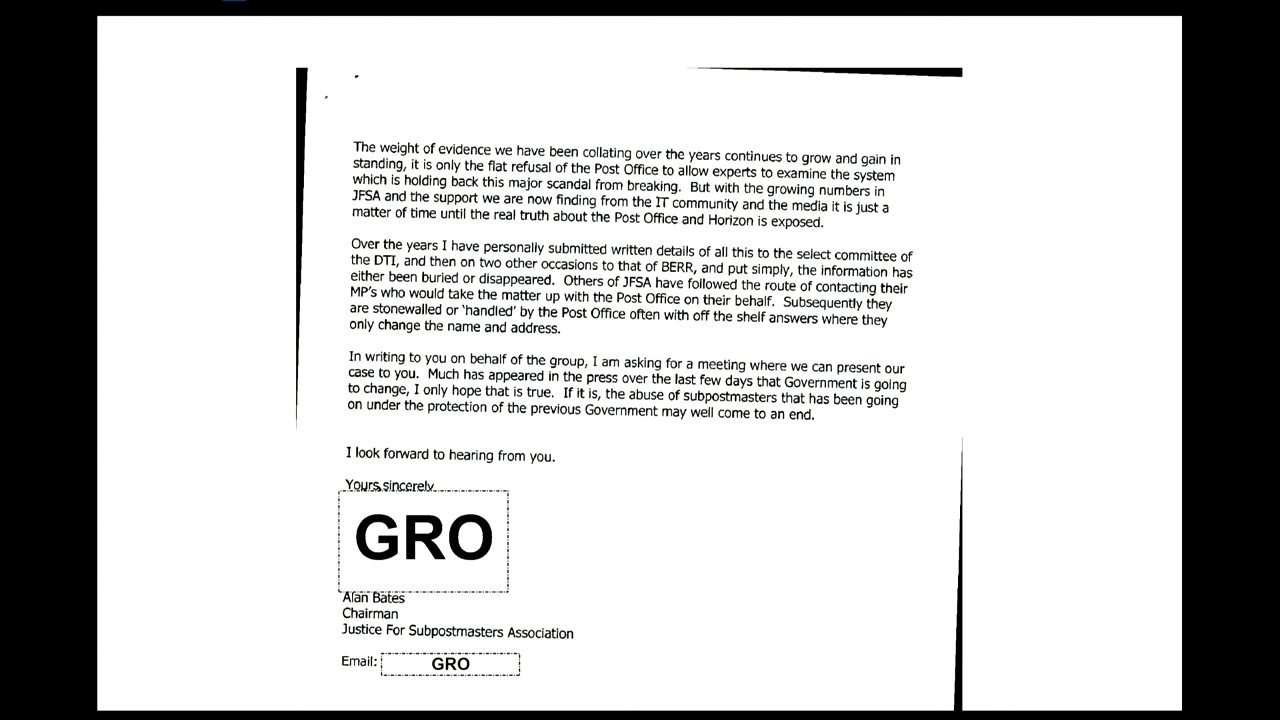 The weight of evidence we have been collating over the years continues to grow and gain in
standing, it is only the flat refusal of the Post Office to allow experts to examine the system
which is holding back this major scandal from breaking.  But with the growing numbers in
JFSA and the support we are now finding from the IT community and the media it is just a
matter of time until the real truth about the Post Office and Horizon is exposed.
Over the years I have personally submitted written details of all this to the select committee of
the DTI, and then on two other occasions to that of BERR, and put simply, the information has
either been buried or disappeared.  Others of JFSA have followed the route of contacting their
MP's who would take the matter up with the Post Office on their behalf.  Subsequently they
are stonewalled or 'handled' by the Post Office often with off the shelf answers where they
only change the name and address.
In writing to you on behalf of the group, I am asking for a meeting where we can present our
case to you.  Much has appeared in the press over the last few days that Government is going
to change, I only hope that is true.  If it is, the abuse of subpostmasters that has been going
on under the protection of the previous Government may well come to an end.
I look forward to hearing from you.
Yours sincerely
GRO
Alan Bates
Chairman
Justice For Subpostmasters Association
Email: GRO